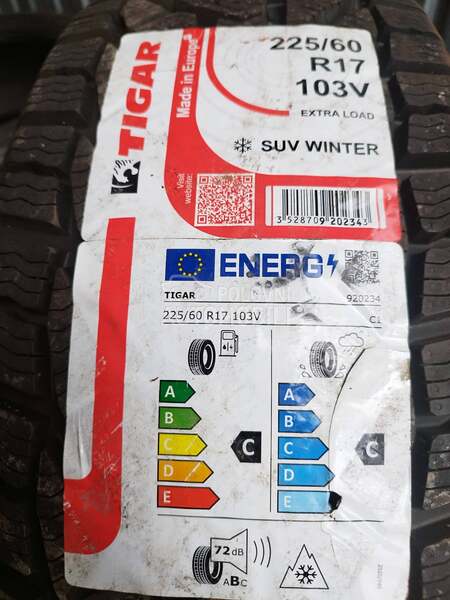 TIGAR
Made in Europe
225/60
R17
103V
EXTRA LOAD
SUV WINTER
Visit
website:
3 528709 202343
ENERG
TIGAR
920234
225/60 R17 103V
C1
A
B
C
D
E
C
A
B
C
D
E
C
72 dB
ABC